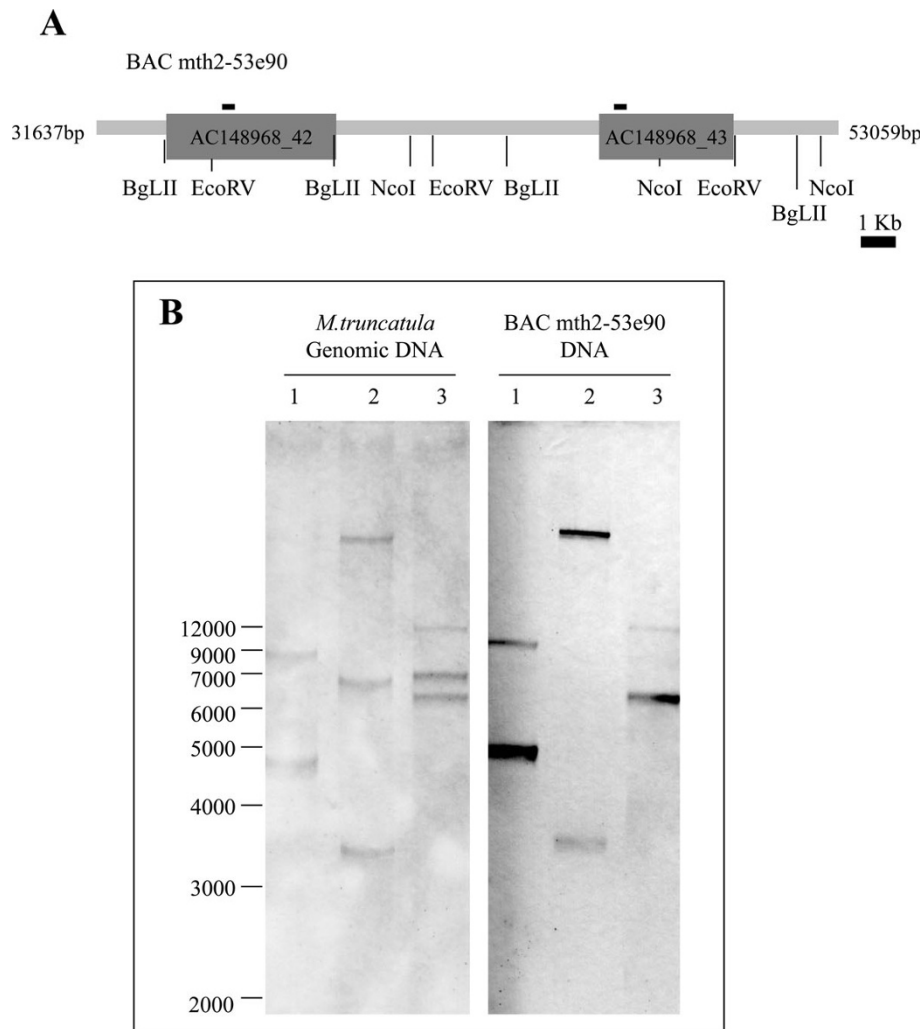 A
BAC mth2-53e90
31637bp
AC148968_42
AC148968_43
53059bp
BgLII
EcoRV
BgLII
NcoI
EcoRV
BgLII
NcoI
EcoRV
BgLII
NcoI
1 Kb
B
M.truncatula
Genomic DNA
BAC mth2-53e90
DNA
1 2 3
1 2 3
12000
9000
7000
6000
5000
4000
3000
2000